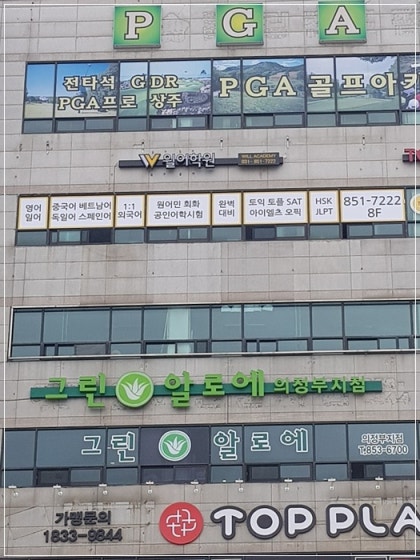 P G A
전타석 GDR
PGA프로 상주
PGA골프아카
W 윌어학원
WILL ACADEMY
851-7222
영어
일어
중국어 베트남어
독일어 스페인어
1:1
외국어
원어민 회화
공인어학시험
완벽
대비
토익 토플 SAT
아이엘츠 오픽
HSK
JLPT
851-7222
8F
그린 알로에 의정부지점
그린 알로에
의정부지점
T.853-6700
가맹문의
1833-9844
TOP PLA